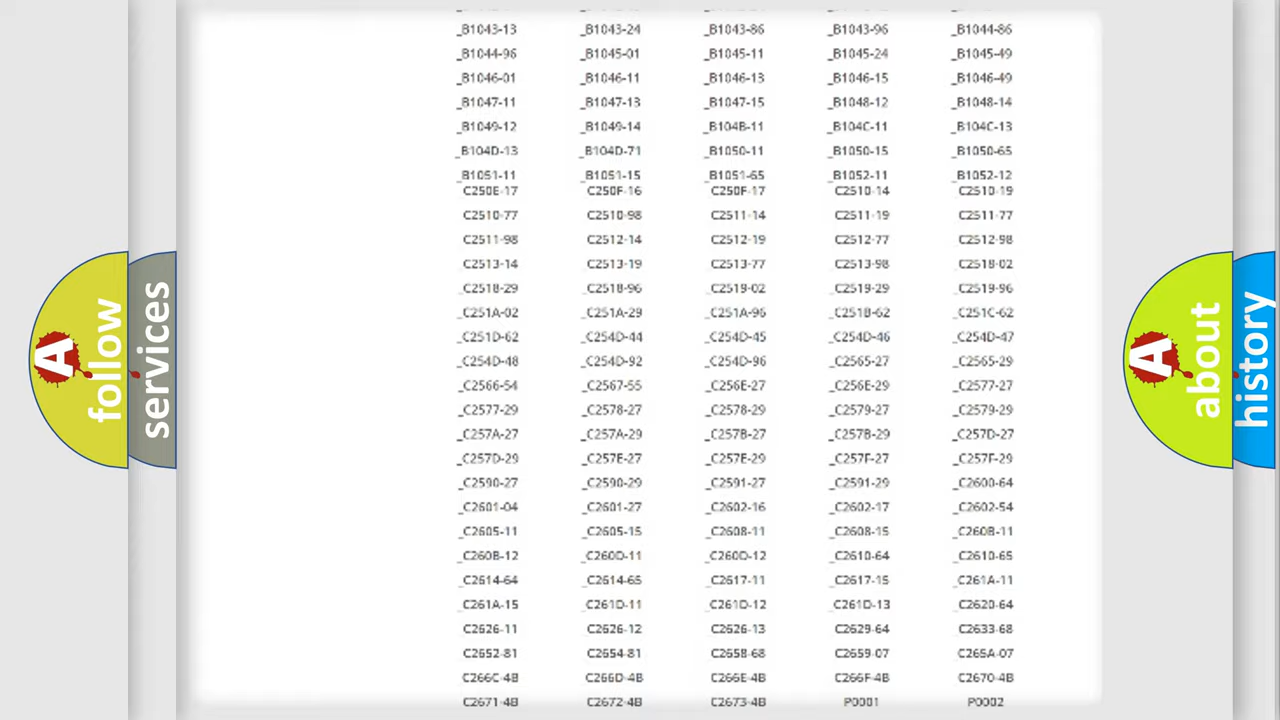 _B1043-13 _B1043-24 _B1043-86 _B1043-96 _B1044-86
_B1044-96 _B1045-01 _B1045-11 _B1045-24 _B1045-49
_B1046-01 _B1046-11 _B1046-13 _B1046-15 _B1046-49
_B1047-11 _B1047-13 _B1047-15 _B1048-12 _B1048-14
_B1049-12 _B1049-14 _B104B-11 _B104C-11 _B104C-13
_B104D-13 _B104D-71 _B1050-11 _B1050-15 _B1050-65
_B1051-11 _B1051-15 _B1051-65 _B1052-11 _B1052-12
C250E-17 C250F-16 C250F-17 C2510-14 C2510-19
C2510-77 C2510-98 C2511-14 C2511-19 C2511-77
C2511-98 C2512-14 C2512-19 C2512-77 C2512-98
C2513-14 C2513-19 C2513-77 C2513-98 C2518-02
_C2518-29 _C2518-96 _C2519-02 _C2519-29 _C2519-96
_C251A-02 _C251A-29 _C251A-96 _C251B-62 _C251C-62
_C251D-62 _C254D-44 _C254D-45 _C254D-46 _C254D-47
_C254D-48 _C254D-92 _C254D-96 _C2565-27 _C2565-29
_C2566-54 _C2567-55 _C256E-27 _C256E-29 _C2577-27
_C2577-29 _C2578-27 _C2578-29 _C2579-27 _C2579-29
_C257A-27 _C257A-29 _C257B-27 _C257B-29 _C257D-27
_C257D-29 _C257E-27 _C257E-29 _C257F-27 _C257F-29
_C2590-27 _C2590-29 _C2591-27 _C2591-29 _C2600-64
_C2601-04 _C2601-27 _C2602-16 _C2602-17 _C2602-54
_C2605-11 _C2605-15 _C2608-11 _C2608-15 _C260B-11
_C260B-12 _C260D-11 _C260D-12 _C2610-64 _C2610-65
_C2614-64 _C2614-65 _C2617-11 _C2617-15 _C261A-11
_C261A-15 _C261D-11 _C261D-12 _C261D-13 _C2620-64
C2626-11 C2626-12 C2626-13 C2629-64 C2633-68
C2652-81 C2654-81 C2658-68 C2659-07 C265A-07
C266C-4B C266D-4B C266E-4B C266F-4B C2670-4B
C2671-4B C2672-4B C2673-4B P0001 P0002
A follow
services
A about
history